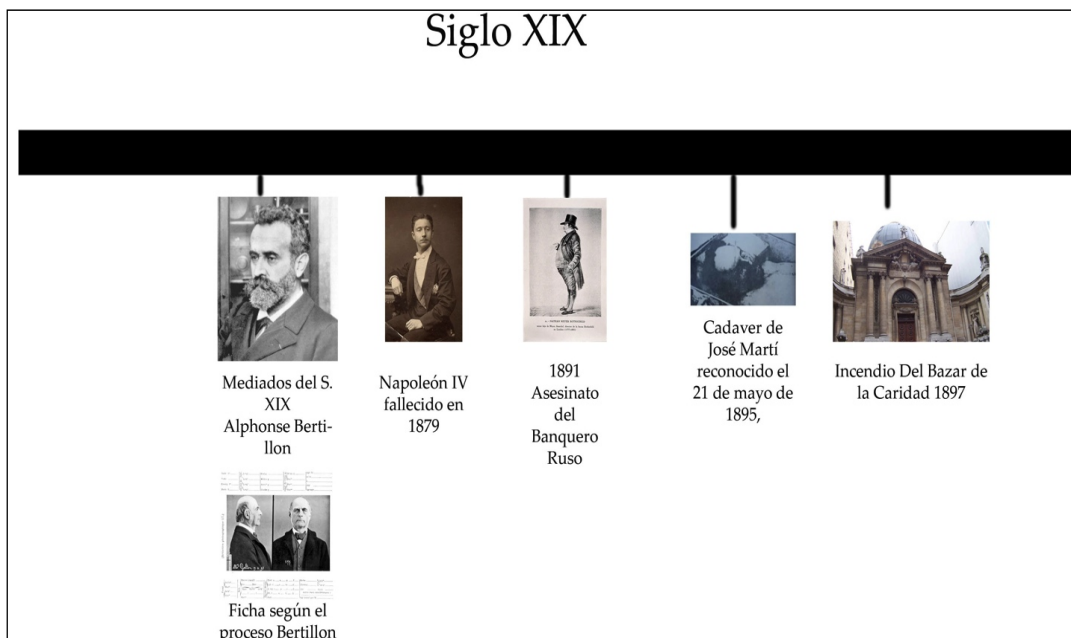 Siglo XIX
Mediados del S.
XIX
Alphonse Berti-
llon
Ficha según el
proceso Bertillon
Napoleón IV
fallecido en
1879
1891
Asesinato
del
Banquero
Ruso
Cadaver de
José Martí
reconocido el
21 de mayo de
1895,
Incendio Del Bazar de
la Caridad 1897